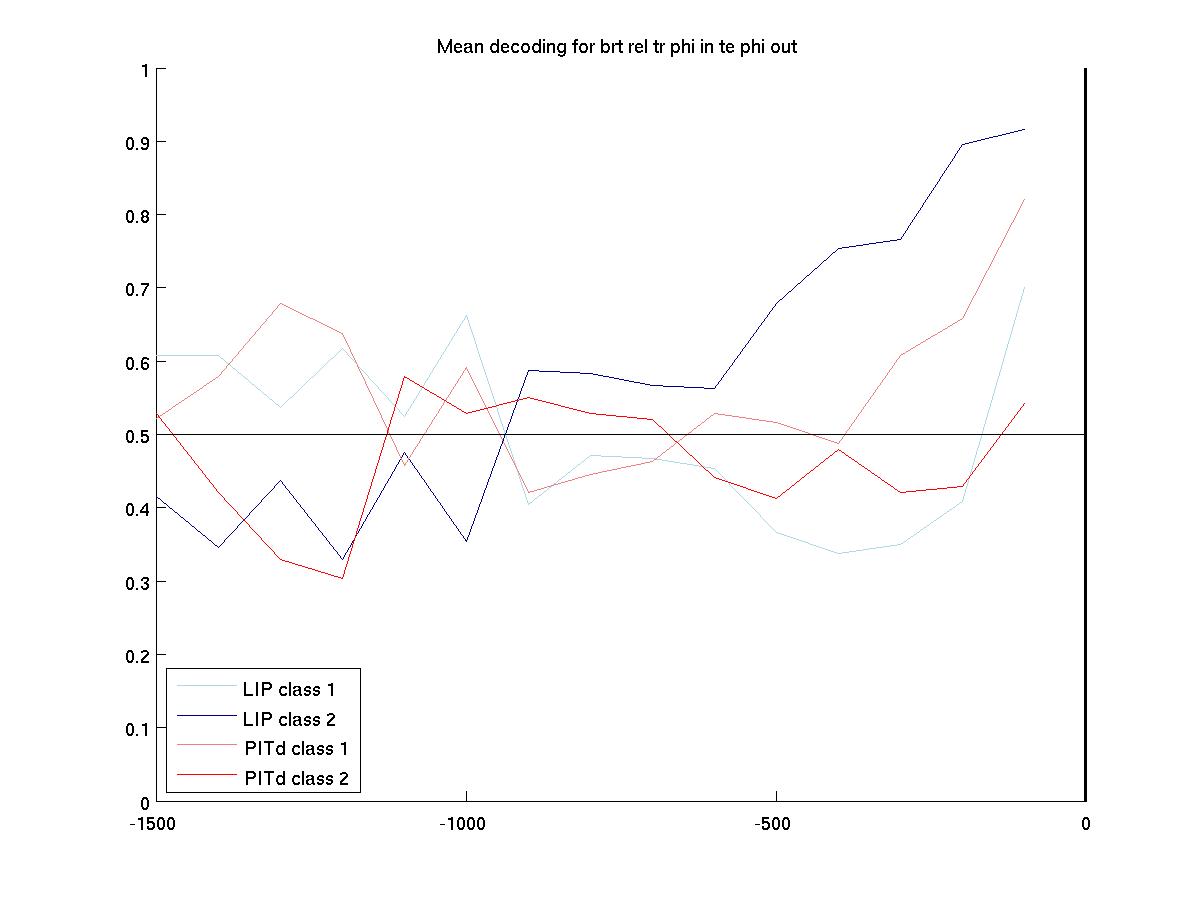 Mean decoding for brt rel tr phi in te phi out
1
0.9
0.8
0.7
0.6
0.5
0.4
0.3
0.2
0.1
0
LIP class 1
LIP class 2
PITd class 1
PITd class 2
-1500 -1000 -500 0